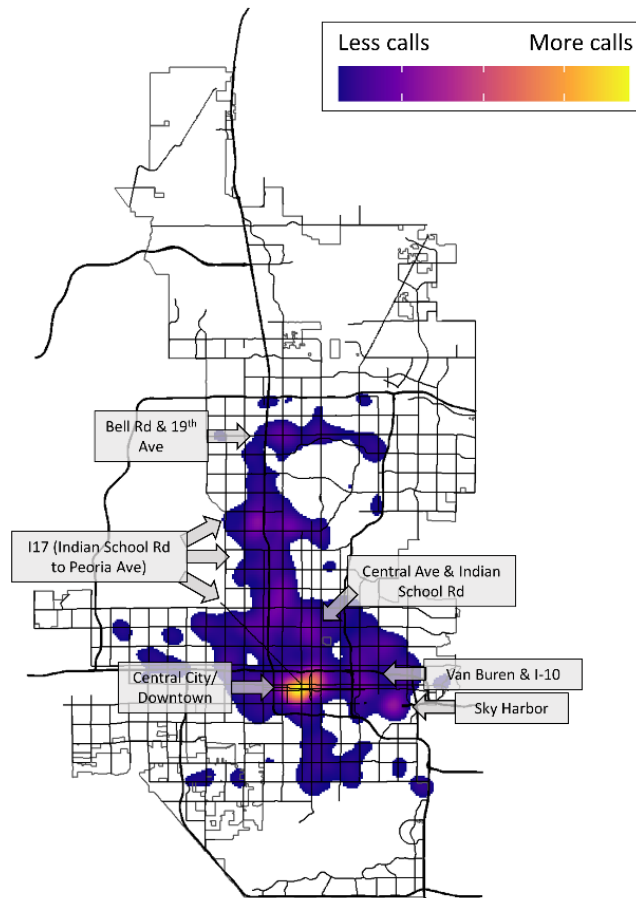 Less calls More calls
Bell Rd & 19th
Ave
I17 (Indian School Rd
to Peoria Ave)
Central Ave & Indian
School Rd
Central City/
Downtown
Van Buren & I-10
Sky Harbor